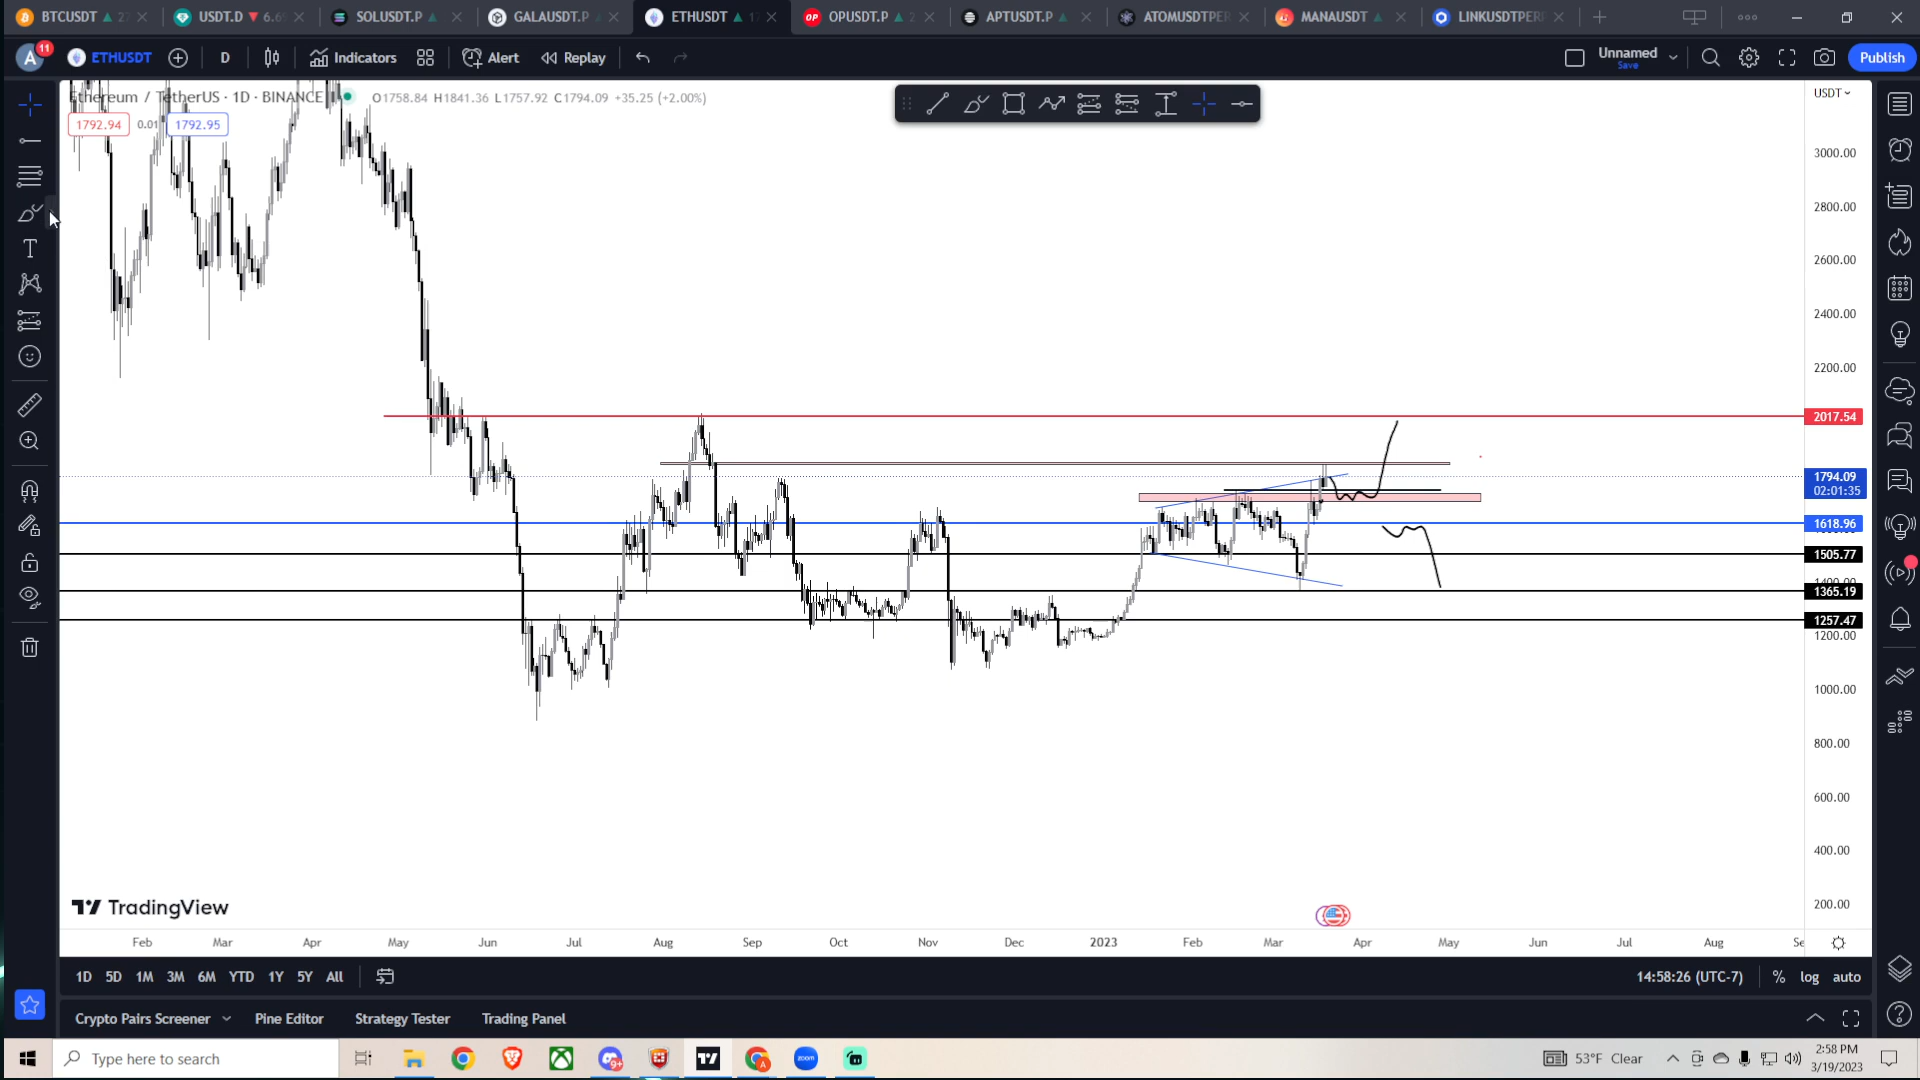 BTCUSDT
USDT.D 6.6
SOLUSDT.P
GALAUSDT.P
ETHUSDT
OPUSDT.P
APTUSDT.P
ATOMUSDTPER
MANAUSDT
LINKUSDTPER
A 11 ETHUSDT D Indicators Alert Replay
Unnamed
Save
Publish
Ethereum / TetherUS · 1D · BINANCE O1758.84 H1841.36 L1757.92 C1794.09 +35.25 (+2.00%)
1792.94 0.01 1792.95
USDT
3000.00
2800.00
2600.00
2400.00
2200.00
2017.54
1794.09
02:01:35
1618.96
1505.77
1365.19
1257.47
1200.00
1000.00
800.00
600.00
400.00
200.00
TradingView
Feb Mar Apr May Jun Jul Aug Sep Oct Nov Dec 2023 Feb Mar Apr May Jun Jul Aug
1D 5D 1M 3M 6M YTD 1Y 5Y All
14:58:26 (UTC-7) % log auto
Crypto Pairs Screener Pine Editor Strategy Tester Trading Panel
Type here to search
zoom
53°F Clear
2:58 PM
3/19/2023